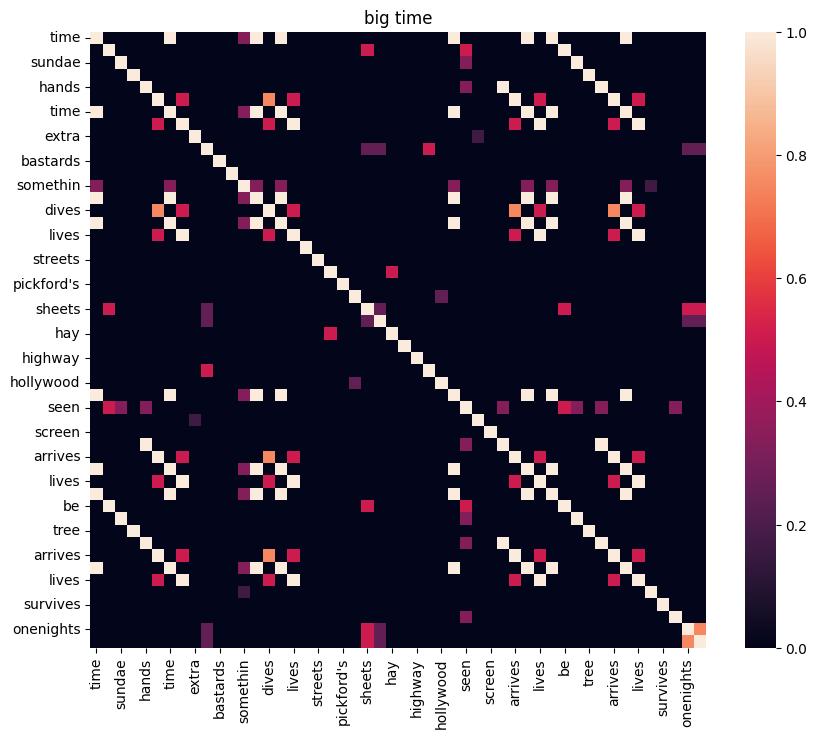 big time
time
sundae
hands
time
extra
bastards
somethin
dives
lives
streets
pickford's
sheets
hay
highway
hollywood
seen
screen
arrives
lives
be
tree
arrives
lives
survives
onenights
1.0
0.8
0.6
0.4
0.2
0.0
time
sundae
hands
time
extra
bastards
somethin
dives
lives
streets
pickford's
sheets
hay
highway
hollywood
seen
screen
arrives
lives
be
tree
arrives
lives
survives
onenights